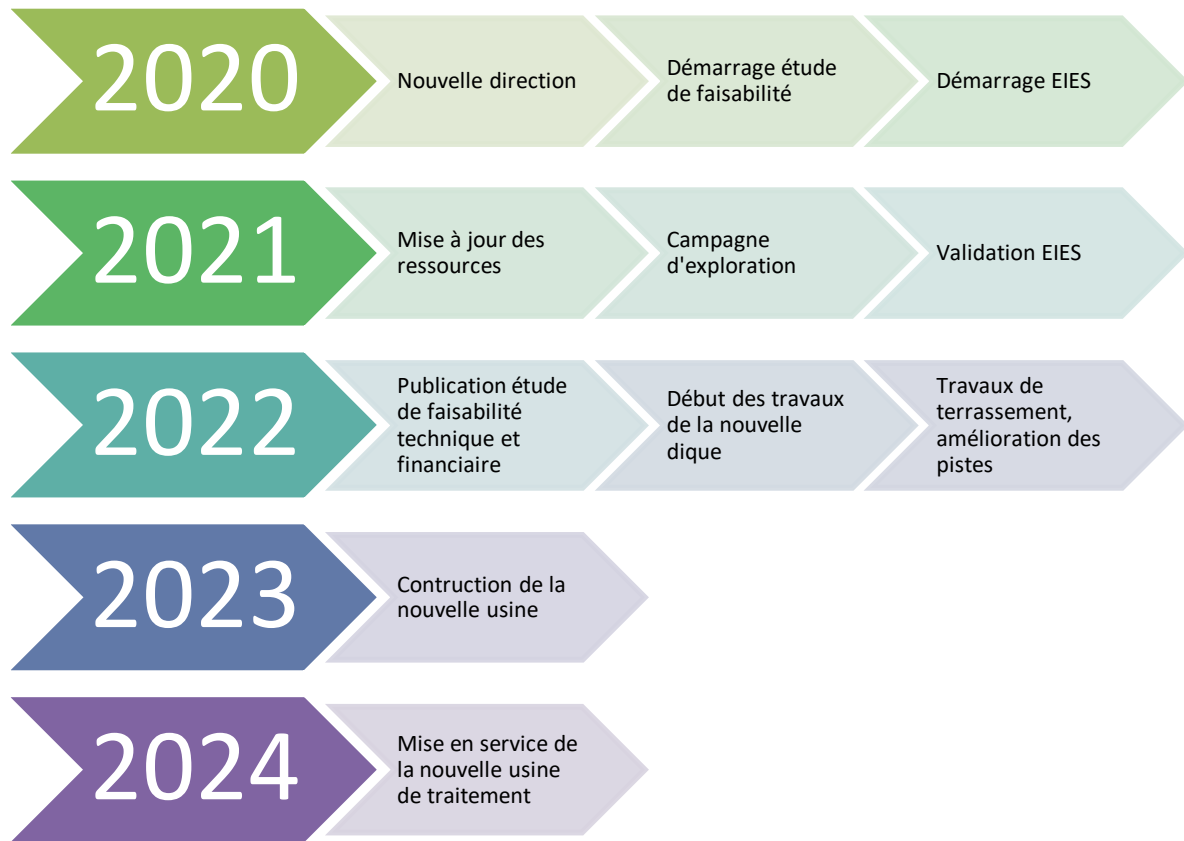 2020
Nouvelle direction
Démarrage étude
de faisabilité
Démarrage EIES
2021
Mise à jour des
ressources
Campagne
d'exploration
Validation EIES
2022
Publication étude
de faisabilité
technique et
financiaire
Début des travaux
de la nouvelle
dique
Travaux de
terrassement,
amélioration des
pistes
2023
Contruction de la
nouvelle usine
2024
Mise en service de
la nouvelle usine
de traitement